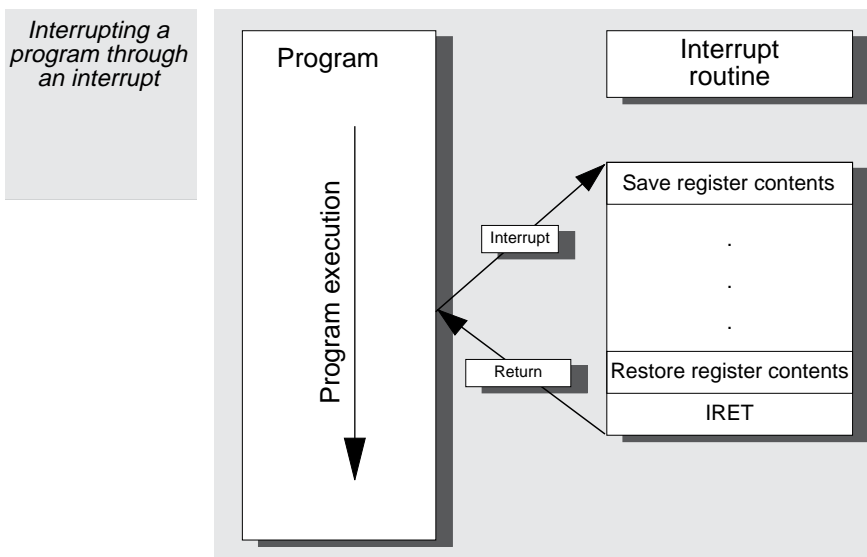 Interrupting a
program through
an interrupt
Program
Interrupt
routine
Program execution
Interrupt
Return
Save register contents
.
.
.
Restore register contents
IRET